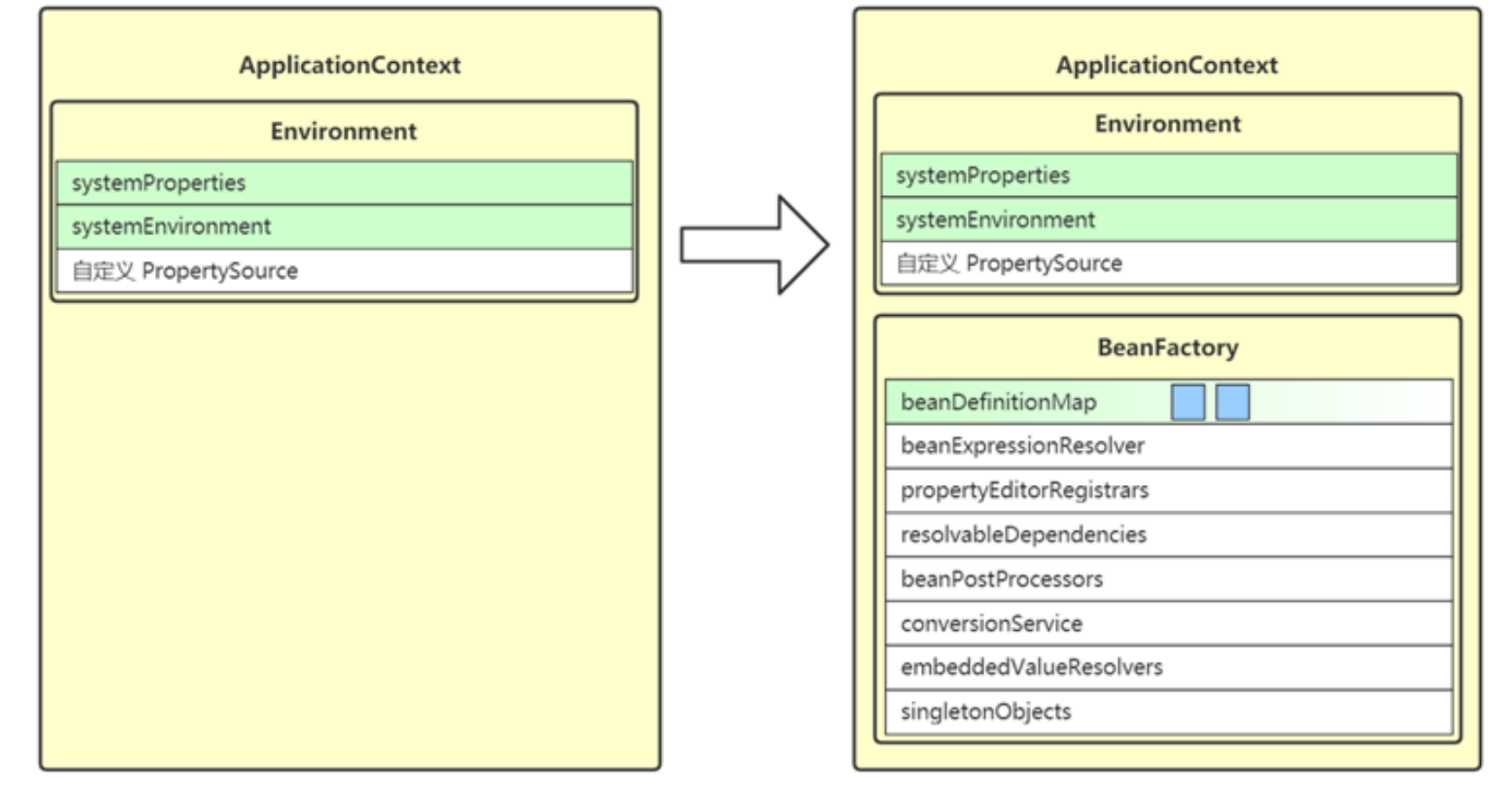 ApplicationContext
Environment
systemProperties
systemEnvironment
自定义 PropertySource
ApplicationContext
Environment
systemProperties
systemEnvironment
自定义 PropertySource
BeanFactory
beanDefinitionMap
beanExpressionResolver
propertyEditorRegistrars
resolvableDependencies
beanPostProcessors
conversionService
embeddedValueResolvers
singletonObjects